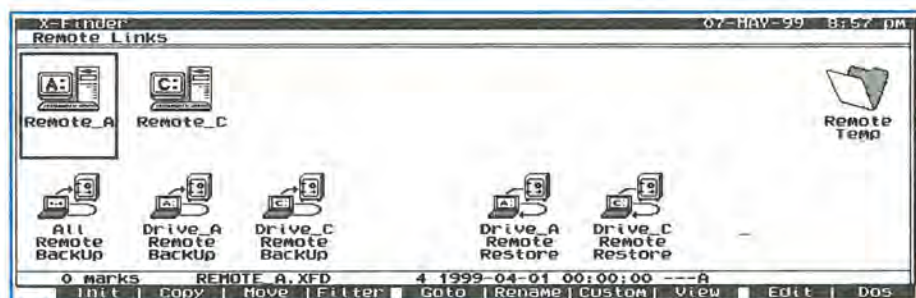 X-Finder 07-MAY-99 8:57 pm
Remote Links
A: C:
Remote_A Remote_C Remote Temp
All Remote BackUp
Drive_A Remote BackUp
Drive_C Remote BackUp
Drive_A Remote Restore
Drive_C Remote Restore
0 marks REMOTE_A.XFD 4 1999-04-01 00:00:00 ---A
Init Copy Move Filter Goto Rename Custom View Edit Dos